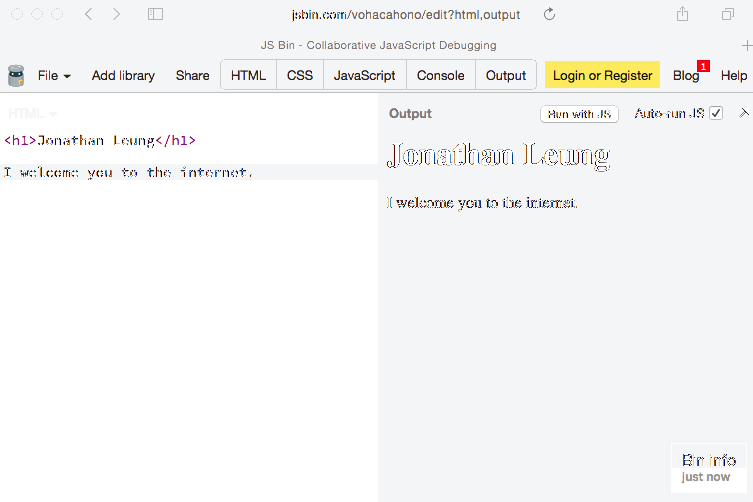 jsbin.com/vohacahono/edit?html,output
JS Bin - Collaborative JavaScript Debugging
File Add library Share HTML CSS JavaScript Console Output Login or Register Blog 1 Help
HTML
Output Run with JS Auto-run JS
<h1>Jonathan Leung</h1>
I welcome you to the internet.
Jonathan Leung
I welcome you to the internet.
Bin info
just now